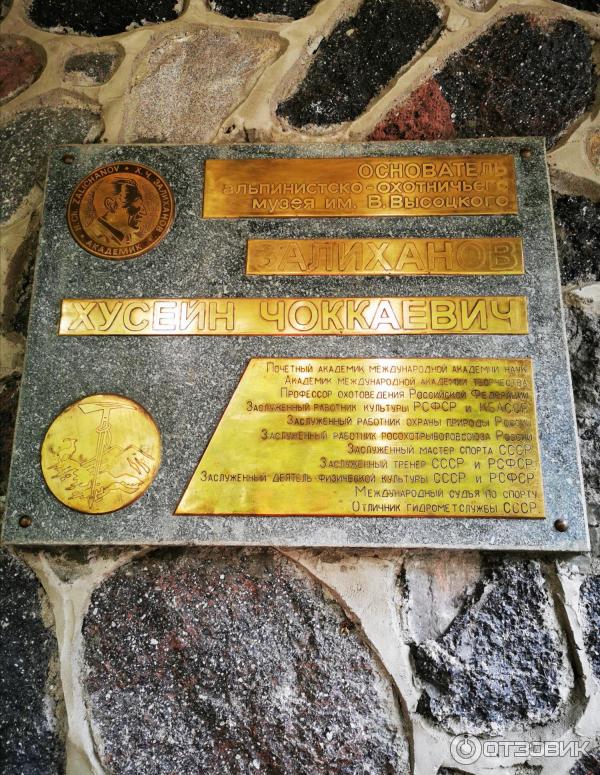 H. CH. ZALICHANOV
Х. Ч. ЗАЛИХАНОВ
АКАДЕМИК
ОСНОВАТЕЛЬ
АЛЬПИНИСТСКО-ОХОТНИЧЬЕГО
МУЗЕЯ ИМ. В. ВЫСОЦКОГО
ЗАЛИХАНОВ
ХУСЕЙН ЧОККАЕВИЧ
ПОЧЕТНЫЙ АКАДЕМИК МЕЖДУНАРОДНОЙ АКАДЕМИИ НАУК
АКАДЕМИК МЕЖДУНАРОДНОЙ АКАДЕМИИ ТВОРЧЕСТВА
ПРОФЕССОР ОХОТОВЕДЕНИЯ РОССИЙСКОЙ ФЕДЕРАЦИИ
ЗАСЛУЖЕННЫЙ РАБОТНИК КУЛЬТУРЫ РСФСР И КБАССР
ЗАСЛУЖЕННЫЙ РАБОТНИК ОХРАНЫ ПРИРОДЫ РОССИИ
ЗАСЛУЖЕННЫЙ РАБОТНИК РОСОХОТРЫБОЛОВСОЮЗА РОССИИ
ЗАСЛУЖЕННЫЙ МАСТЕР СПОРТА СССР
ЗАСЛУЖЕННЫЙ ТРЕНЕР СССР И РСФСР
ЗАСЛУЖЕННЫЙ ДЕЯТЕЛЬ ФИЗИЧЕСКОЙ КУЛЬТУРЫ СССР И РСФСР
МЕЖДУНАРОДНЫЙ СУДЬЯ ПО СПОРТУ
ОТЛИЧНИК ГИДРОМЕТСЛУЖБЫ СССР
ОТЗОВИК